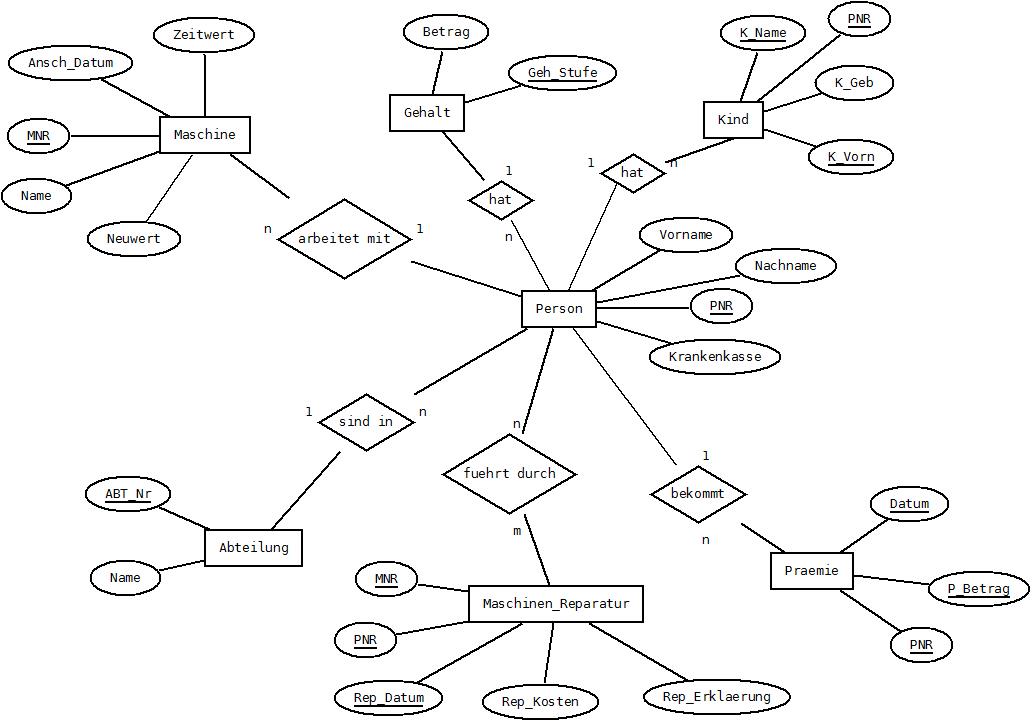 PNR
Zeitwert
Betrag
K_Name
Ansch_Datum
Geh_Stufe
K_Geb
Maschine
Gehalt
Kind
MNR
K_Vorn
1
1
hat
n
Name
hat
n
arbeitet mit
1
n
Neuwert
Vorname
Nachname
Person
PNR
Krankenkasse
1
sind in
n
n
1
fuehrt durch
bekommt
ABT_Nr
Datum
m
n
Abteilung
Praemie
Name
MNR
P_Betrag
Maschinen_Reparatur
PNR
PNR
Rep_Datum
Rep_Kosten
Rep_Erklaerung